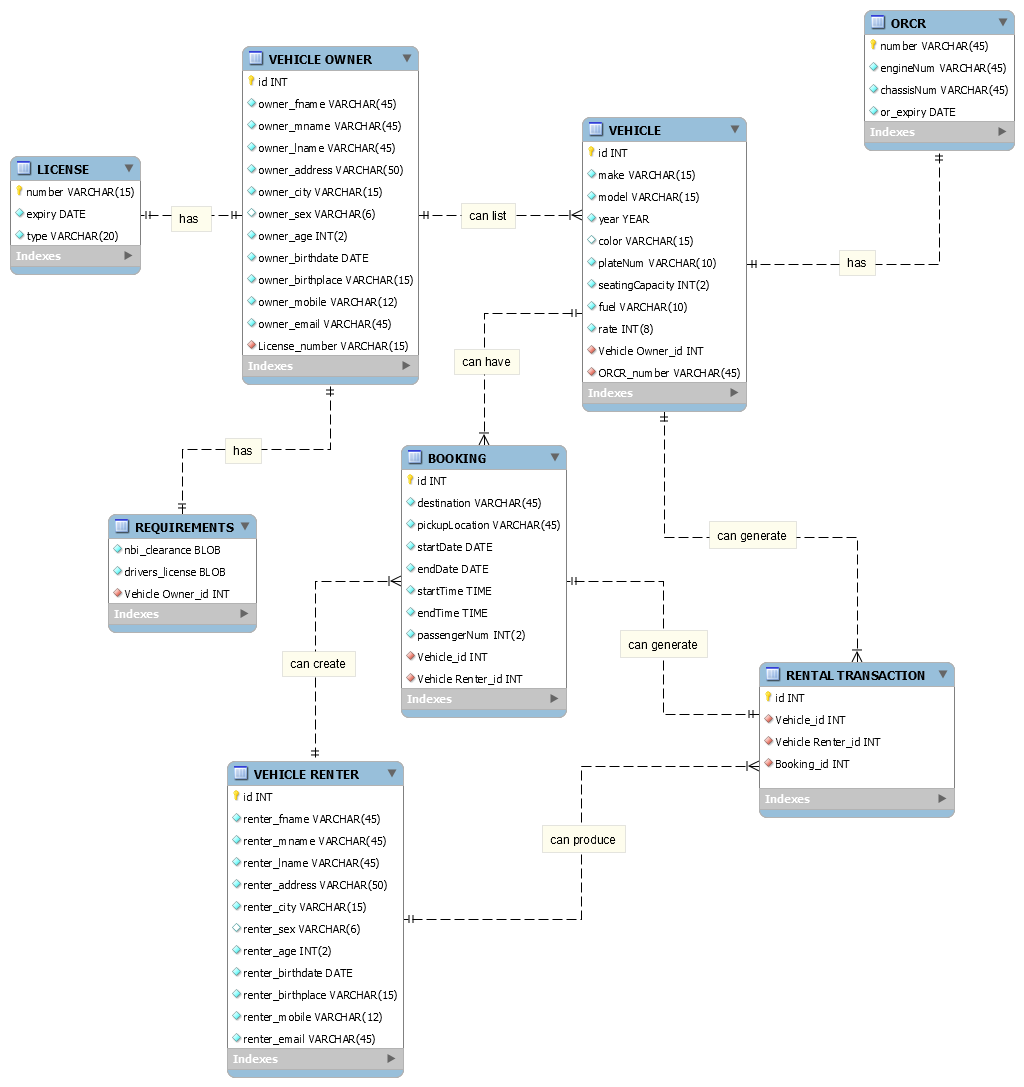 ORCR
number VARCHAR(45)
engineNum VARCHAR(45)
chassisNum VARCHAR(45)
or_expiry DATE
Indexes
VEHICLE OWNER
id INT
owner_fname VARCHAR(45)
owner_mname VARCHAR(45)
owner_lname VARCHAR(45)
owner_address VARCHAR(50)
owner_city VARCHAR(15)
owner_sex VARCHAR(6)
owner_age INT(2)
owner_birthdate DATE
owner_birthplace VARCHAR(15)
owner_mobile VARCHAR(12)
owner_email VARCHAR(45)
License_number VARCHAR(15)
Indexes
VEHICLE
id INT
make VARCHAR(15)
model VARCHAR(15)
year YEAR
color VARCHAR(15)
plateNum VARCHAR(10)
seatingCapacity INT(2)
fuel VARCHAR(10)
rate INT(8)
Vehicle Owner_id INT
ORCR_number VARCHAR(45)
Indexes
LICENSE
number VARCHAR(15)
expiry DATE
type VARCHAR(20)
Indexes
has
can list
has
can have
has
BOOKING
id INT
destination VARCHAR(45)
pickupLocation VARCHAR(45)
startDate DATE
endDate DATE
startTime TIME
endTime TIME
passengerNum INT(2)
Vehicle_id INT
Vehicle Renter_id INT
Indexes
REQUIREMENTS
nbi_clearance BLOB
drivers_license BLOB
Vehicle Owner_id INT
Indexes
can generate
can generate
can create
RENTAL TRANSACTION
id INT
Vehicle_id INT
Vehicle Renter_id INT
Booking_id INT
Indexes
VEHICLE RENTER
id INT
renter_fname VARCHAR(45)
renter_mname VARCHAR(45)
renter_lname VARCHAR(45)
renter_address VARCHAR(50)
renter_city VARCHAR(15)
renter_sex VARCHAR(6)
renter_age INT(2)
renter_birthdate DATE
renter_birthplace VARCHAR(15)
renter_mobile VARCHAR(12)
renter_email VARCHAR(45)
Indexes
can produce